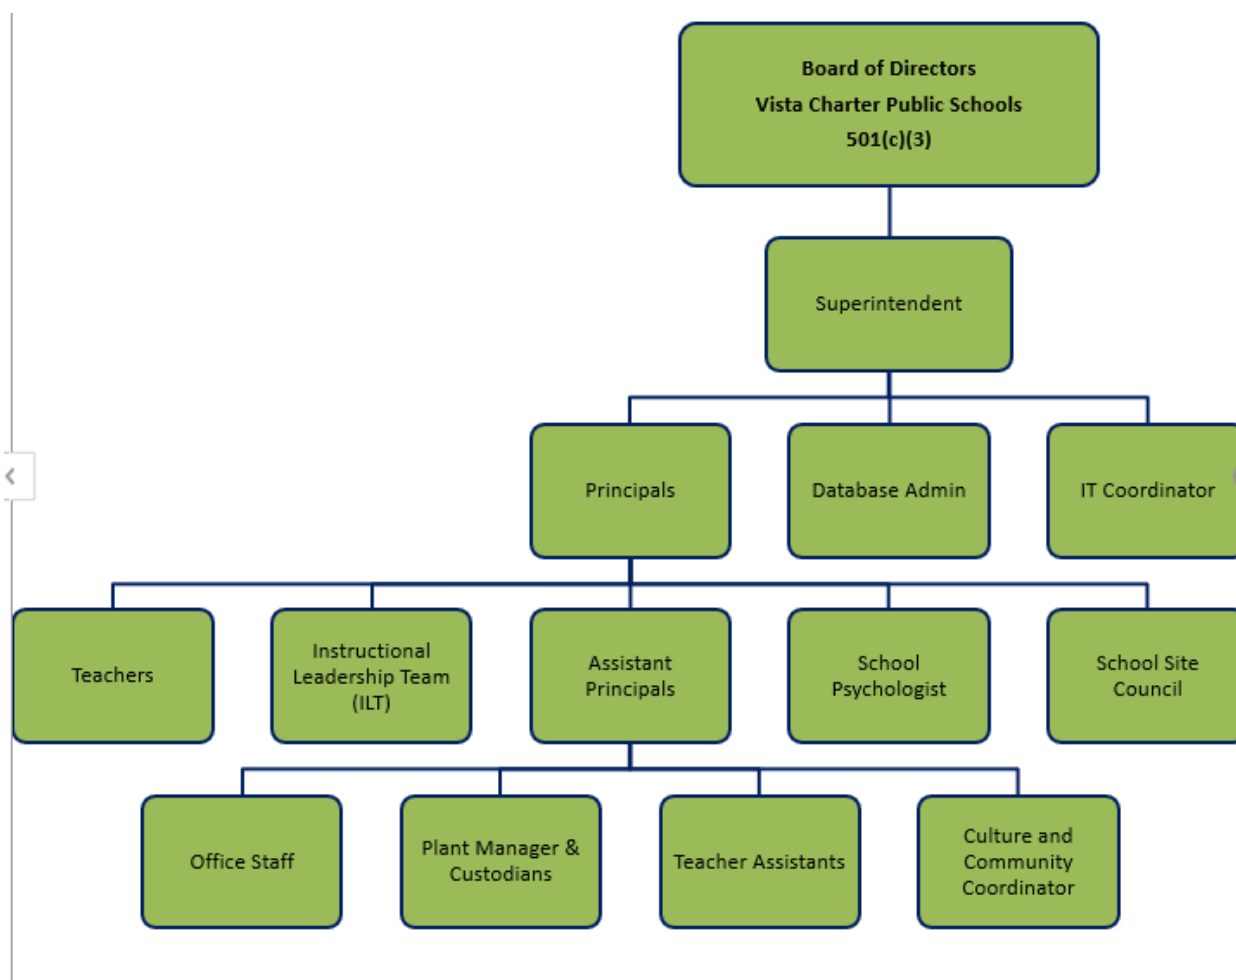 Board of Directors
Vista Charter Public Schools
501(c)(3)
Superintendent
Principals
Database Admin
IT Coordinator
Teachers
Instructional
Leadership Team
(ILT)
Assistant
Principals
School
Psychologist
School Site
Council
Office Staff
Plant Manager &
Custodians
Teacher Assistants
Culture and
Community
Coordinator